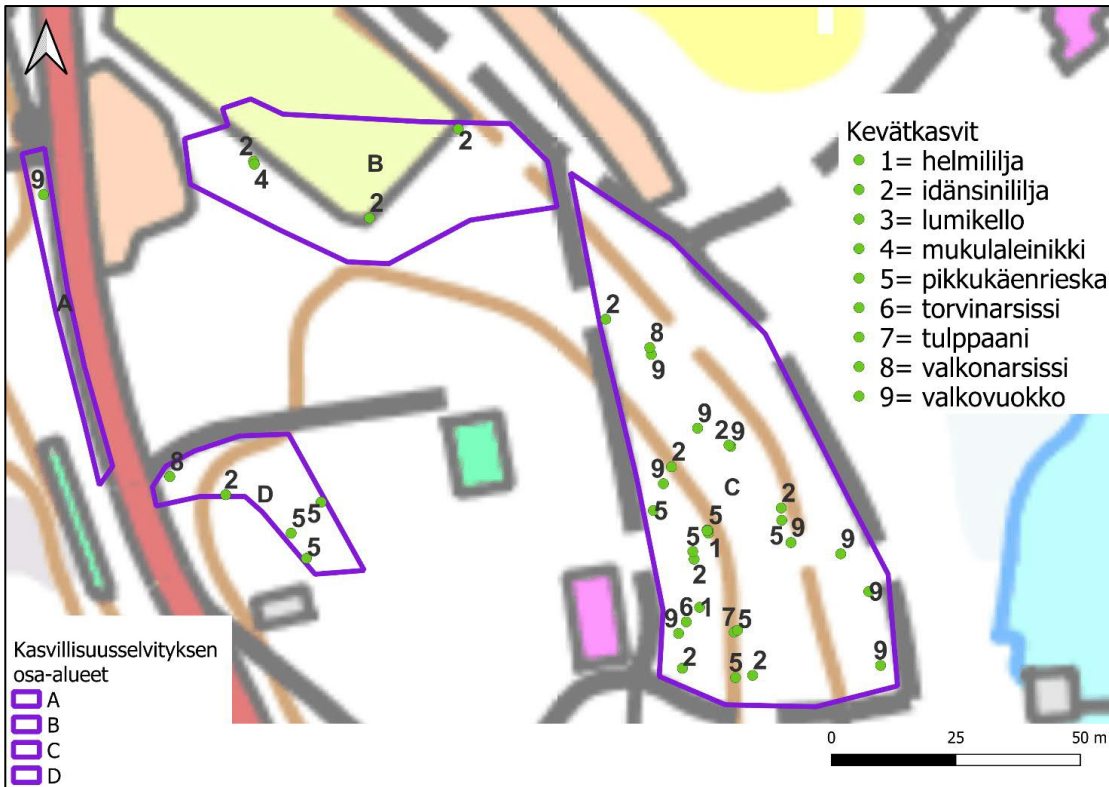 Kevätkasvit
1= helmililja
2= idänsinililja
3= lumikello
4= mukulaleinikki
5= pikkukäenrieska
6= torvinarsissi
7= tulppaani
8= valkonarsissi
9= valkovuokko
2
2
B
4
9
2
A
2
8
9
9
2 9
2
9
C
8
2
D
2
5
5
5
5
9
5
1
5
9
5
2
1
6
9
9
7 5
2
5
2
9
Kasvillisuusselvityksen
osa-alueet
A
B
C
D
0 25 50 m